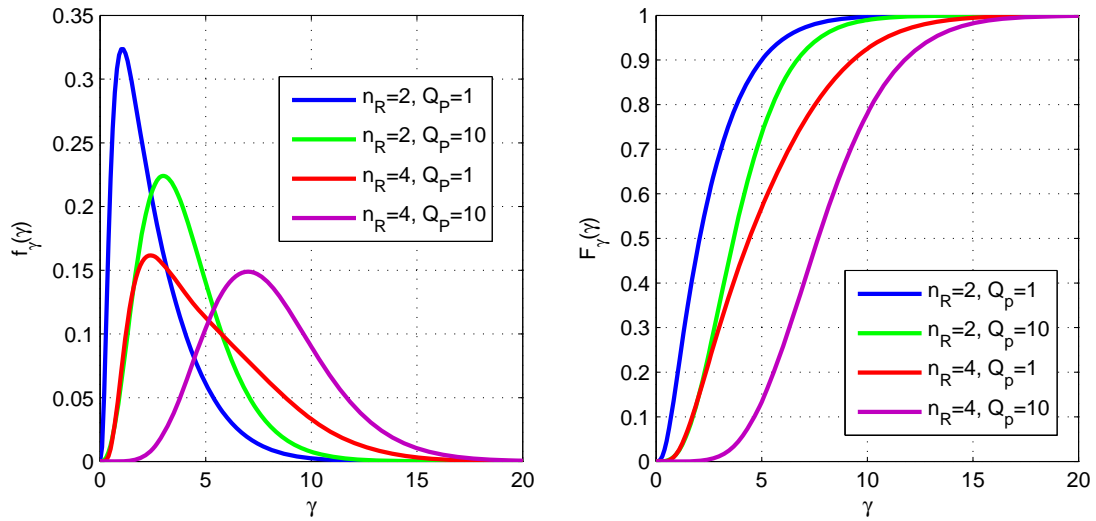 0.35
0.3
0.25
0.2
0.15
0.1
0.05
0
0 5 10 15 20
f_γ(γ)
γ
n_R=2, Q_P=1
n_R=2, Q_P=10
n_R=4, Q_P=1
n_R=4, Q_P=10
1
0.9
0.8
0.7
0.6
0.5
0.4
0.3
0.2
0.1
0
0 5 10 15 20
F_γ(γ)
γ
n_R=2, Q_p=1
n_R=2, Q_p=10
n_R=4, Q_p=1
n_R=4, Q_p=10